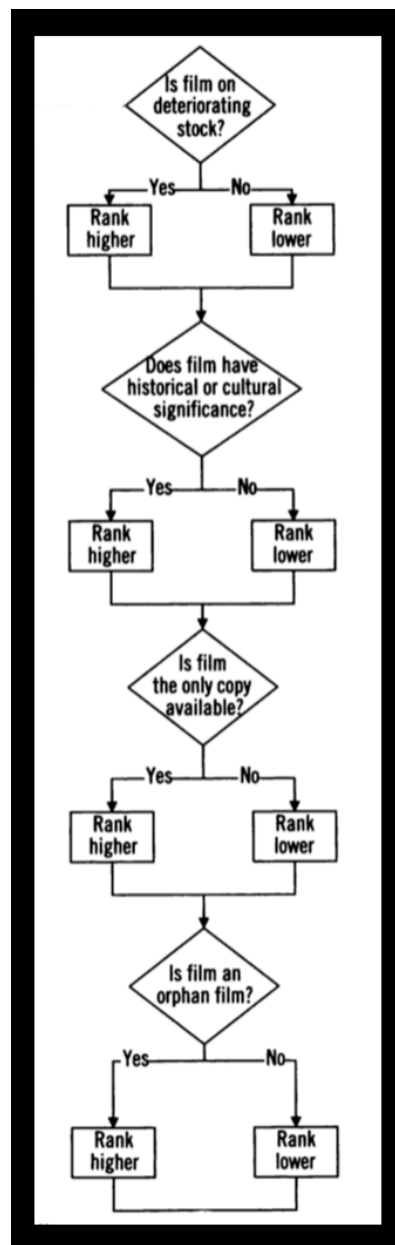 Is film on
deteriorating
stock?
Yes
No
Rank
higher
Rank
lower
Does film have
historical or cultural
significance?
Yes
No
Rank
higher
Rank
lower
Is film
the only copy
available?
Yes
No
Rank
higher
Rank
lower
Is film an
orphan film?
Yes
No
Rank
higher
Rank
lower